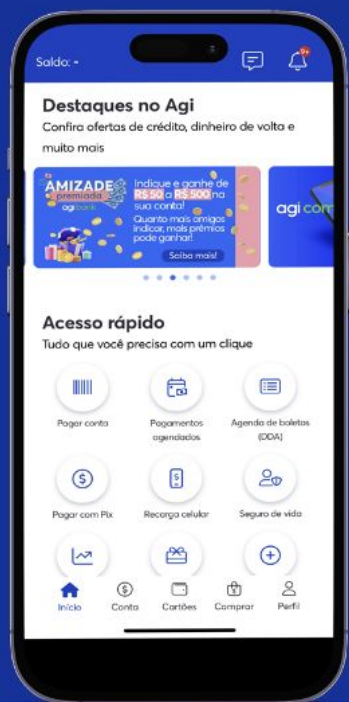 Saldo: -
9+
Destaques no Agi
Confira ofertas de crédito, dinheiro de volta e
muito mais
AMIZADE
premiada
agibank
Indique e ganhe de
R$ 50 a R$ 500 na
sua conta!
Quanto mais amigos
indicar, mais prêmios
pode ganhar!
Saiba mais!
agi com
Acesso rápido
Tudo que você precisa com um clique
Pagar conta
Pagamentos
agendados
Agenda de boletos
(DDA)
Pagar com Pix
Recarga celular
Seguro de vida
Início
Conta
Cartões
Comprar
Perfil